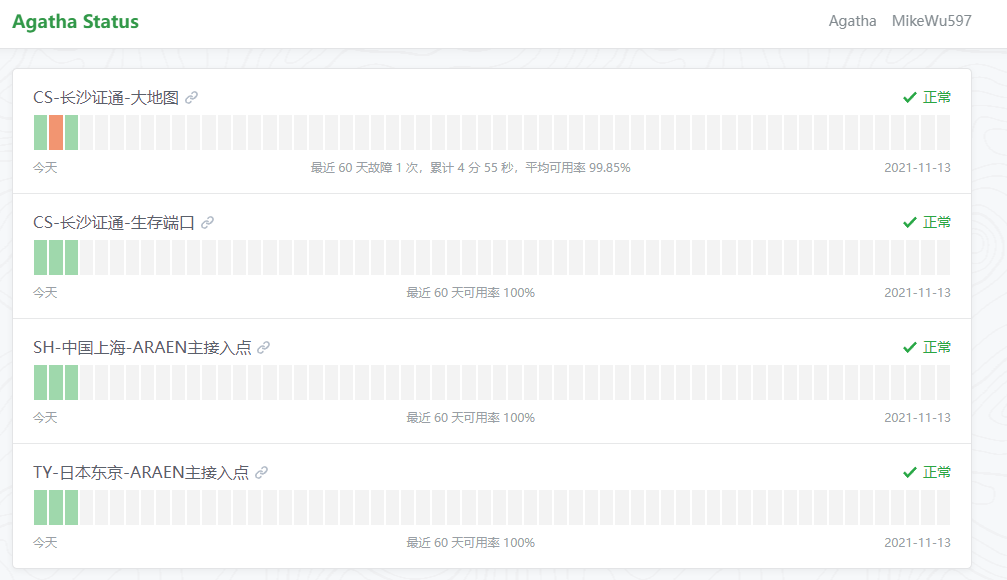 Agatha Status
Agatha MikeWu597
CS-长沙证通-大地图
正常
今天
最近 60 天故障 1 次，累计 4 分 55 秒，平均可用率 99.85%
2021-11-13
CS-长沙证通-生存端口
正常
今天
最近 60 天可用率 100%
2021-11-13
SH-中国上海-ARAEN主接入点
正常
今天
最近 60 天可用率 100%
2021-11-13
TY-日本东京-ARAEN主接入点
正常
今天
最近 60 天可用率 100%
2021-11-13